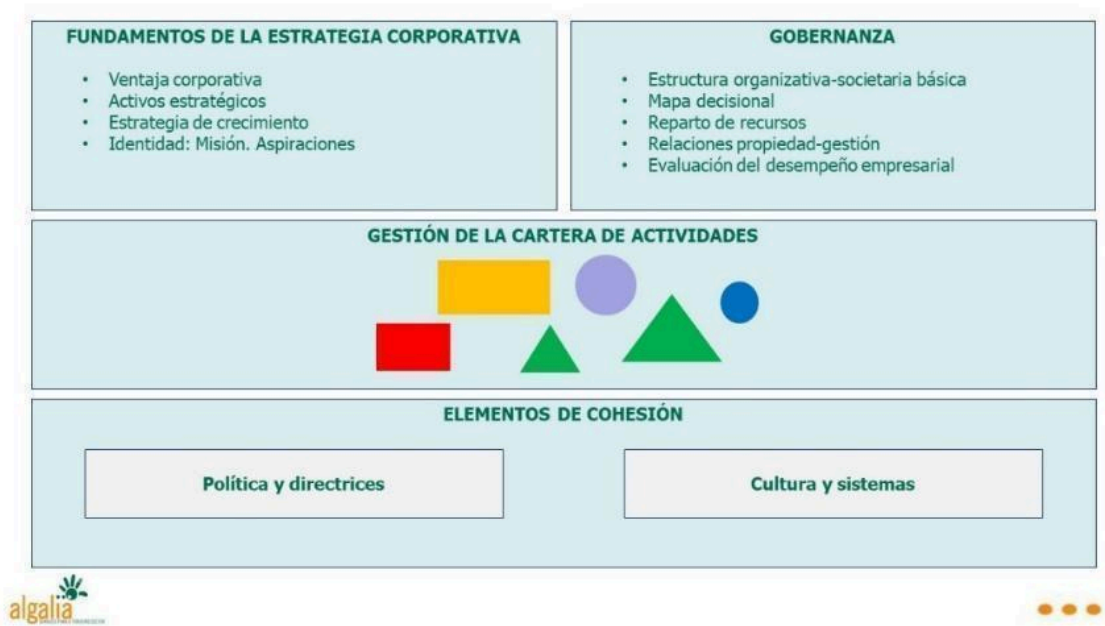 FUNDAMENTOS DE LA ESTRATEGIA CORPORATIVA
• Ventaja corporativa
• Activos estratégicos
• Estrategia de crecimiento
• Identidad: Misión. Aspiraciones
GOBERNANZA
• Estructura organizativa-societaria básica
• Mapa decisional
• Reparto de recursos
• Relaciones propiedad-gestión
• Evaluación del desempeño empresarial
GESTIÓN DE LA CARTERA DE ACTIVIDADES
ELEMENTOS DE COHESIÓN
Política y directrices
Cultura y sistemas
algalia